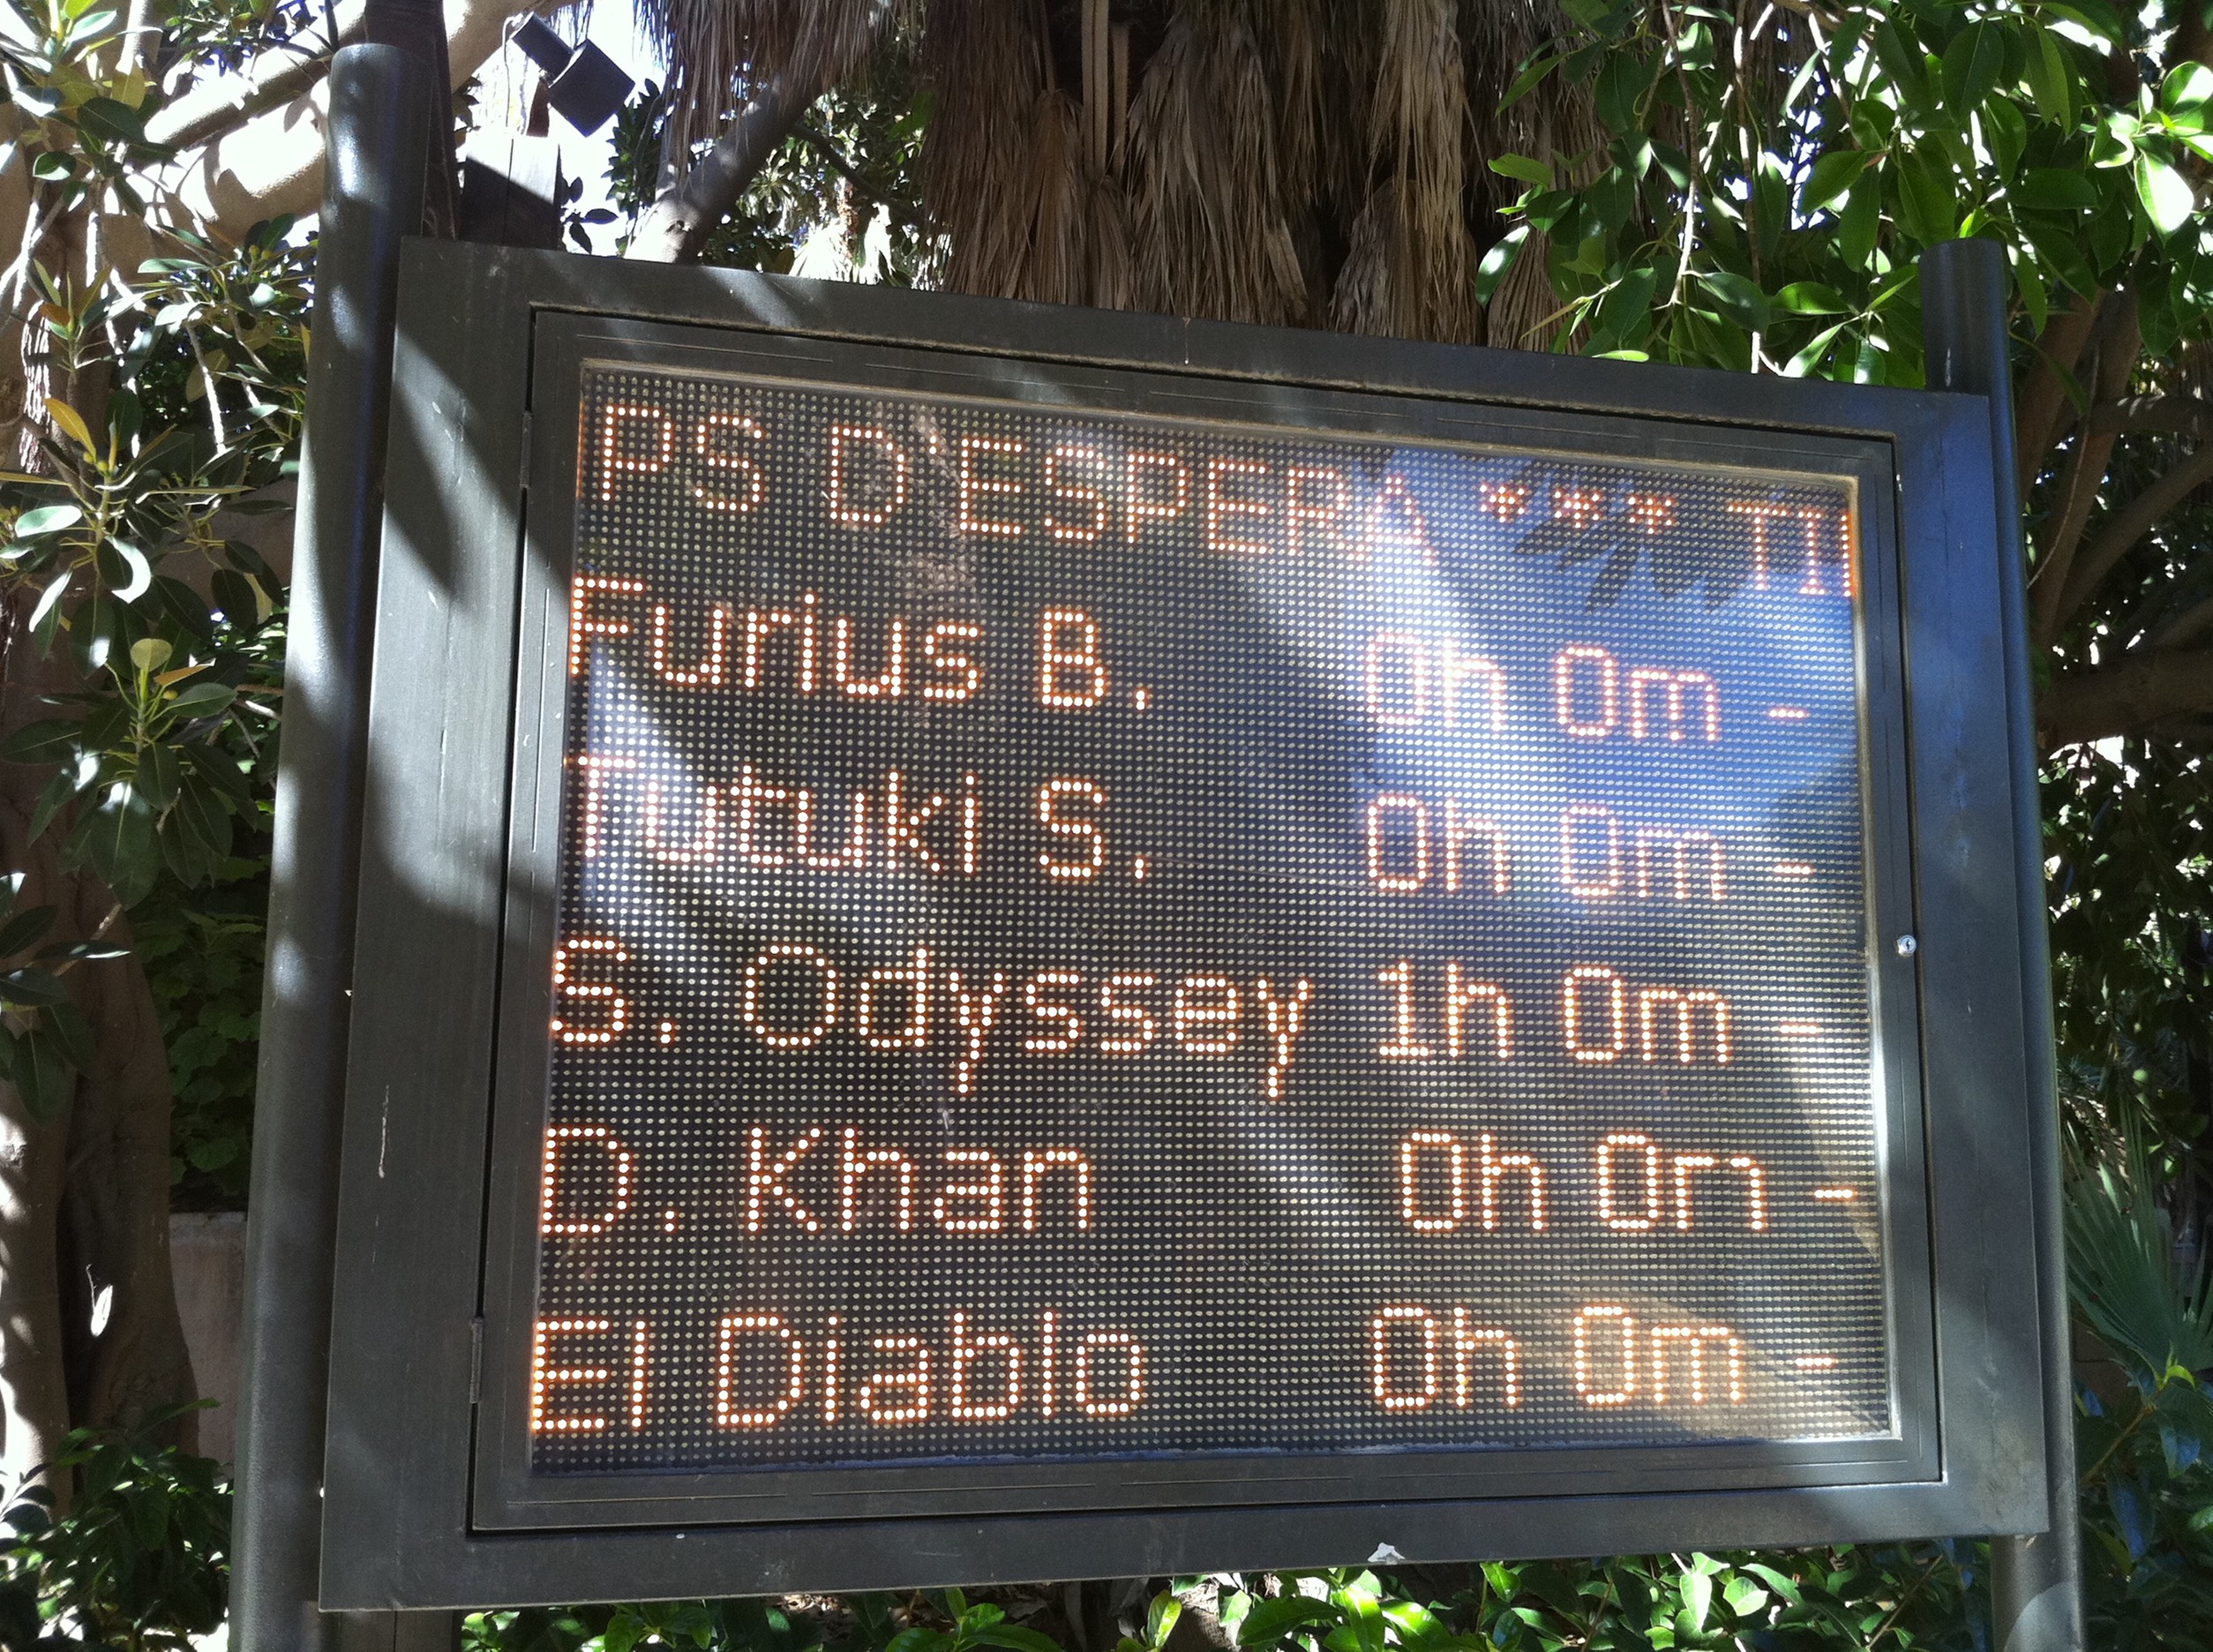 PS D ESPERA *** TI
Furius B. 0h 0m -
Tutuki S. 0h 0m -
S. Odyssey 1h 0m -
D. Khan 0h 0m -
El Diablo 0h 0m -